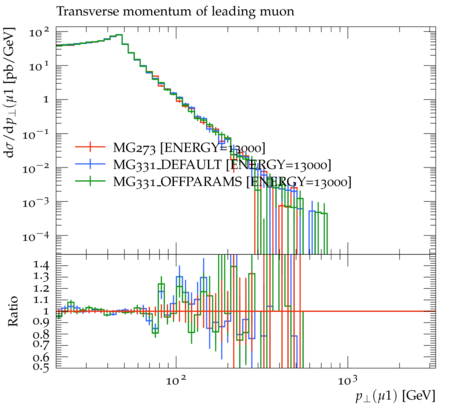 Transverse momentum of leading muon
dσ/dp⊥(μ1) [pb/GeV]
10²
10¹
1
10⁻¹
10⁻²
10⁻³
10⁻⁴
MG273 [ENERGY=13000]
MG331_DEFAULT [ENERGY=13000]
MG331_OFFPARAMS [ENERGY=13000]
Ratio
1.4
1.3
1.2
1.1
1
0.9
0.8
0.7
0.6
0.5
10² 10³
p⊥(μ1) [GeV]